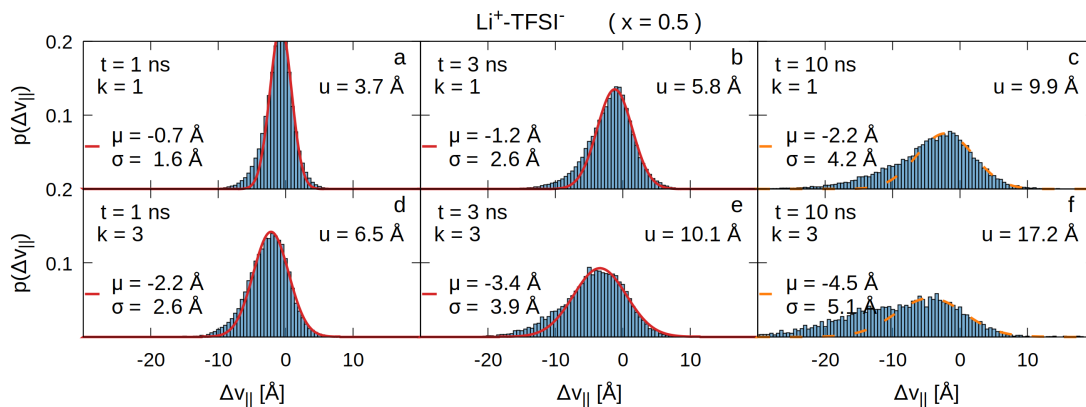 Li⁺-TFSI⁻ ( x = 0.5 )
0.2
0.1
p(Δv||)
a
t = 1 ns
k = 1
u = 3.7 Å
μ = -0.7 Å
σ = 1.6 Å
b
t = 3 ns
k = 1
u = 5.8 Å
μ = -1.2 Å
σ = 2.6 Å
c
t = 10 ns
k = 1
u = 9.9 Å
μ = -2.2 Å
σ = 4.2 Å
0.2
0.1
p(Δv||)
d
t = 1 ns
k = 3
u = 6.5 Å
μ = -2.2 Å
σ = 2.6 Å
e
t = 3 ns
k = 3
u = 10.1 Å
μ = -3.4 Å
σ = 3.9 Å
f
t = 10 ns
k = 3
u = 17.2 Å
μ = -4.5 Å
σ = 5.1 Å
-20 -10 0 10
-20 -10 0 10
-20 -10 0 10
Δv|| [Å]
Δv|| [Å]
Δv|| [Å]